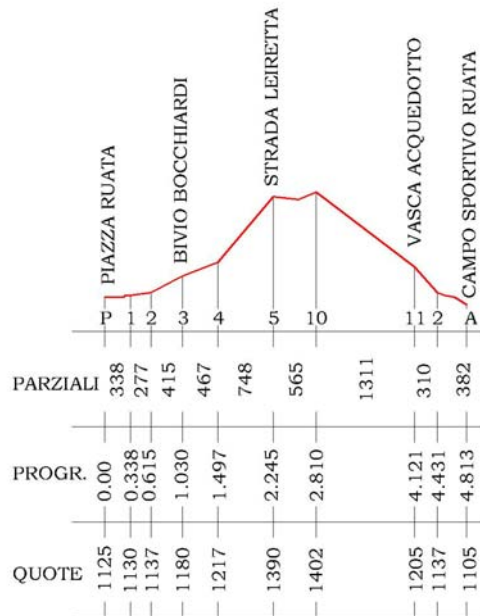 PIAZZA RUATA
BIVIO BOCCHIARDI
STRADA LEIRETTA
VASCA ACQUEDOTTO
CAMPO SPORTIVO RUATA
P 1 2 3 4 5 10 11 2 A
PARZIALI 338 277 415 467 748 565 1311 310 382
PROGR. 0.00 0.338 0.615 1.030 1.497 2.245 2.810 4.121 4.431 4.813
QUOTE 1125 1130 1137 1180 1217 1390 1402 1205 1137 1105